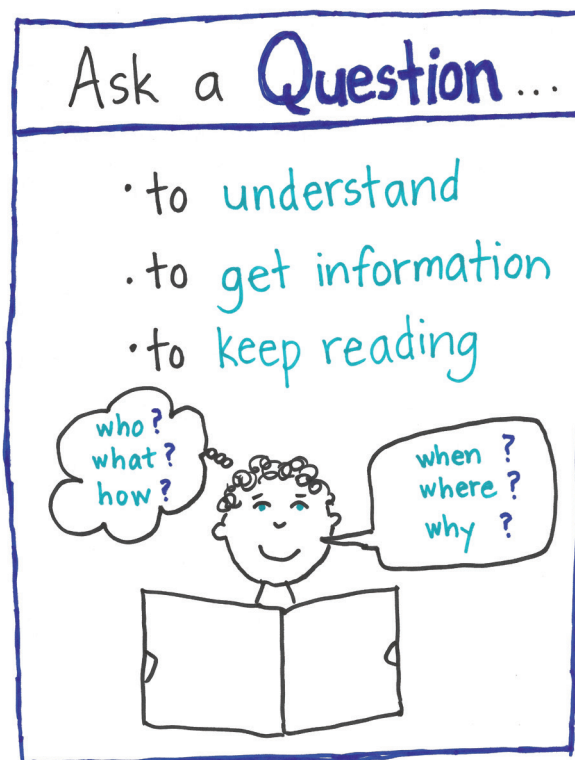 Ask a Question...
· to understand
· to get information
· to keep reading
who?
what?
how?
when ?
where ?
why ?